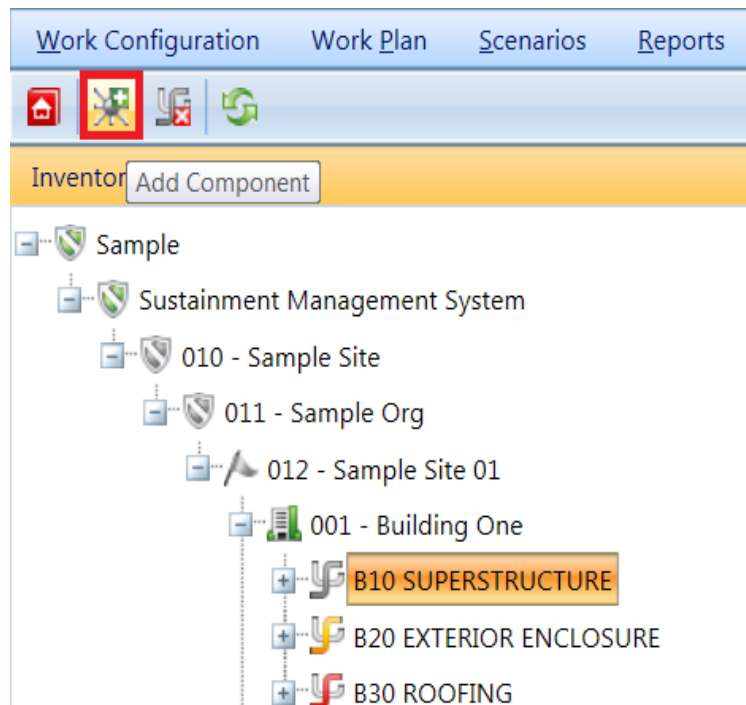 Work Configuration Work Plan Scenarios Reports
Inventor
Add Component
Sample
Sustainment Management System
010 - Sample Site
011 - Sample Org
012 - Sample Site 01
001 - Building One
B10 SUPERSTRUCTURE
B20 EXTERIOR ENCLOSURE
B30 ROOFING